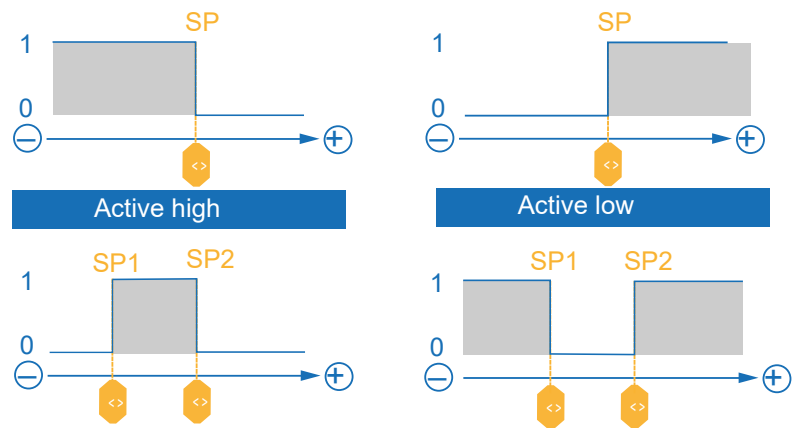 SP
1
0
− +
<>
Active high
SP
1
0
− +
<>
Active low
SP1 SP2
1
0
− +
<> <>
SP1 SP2
1
0
− +
<> <>